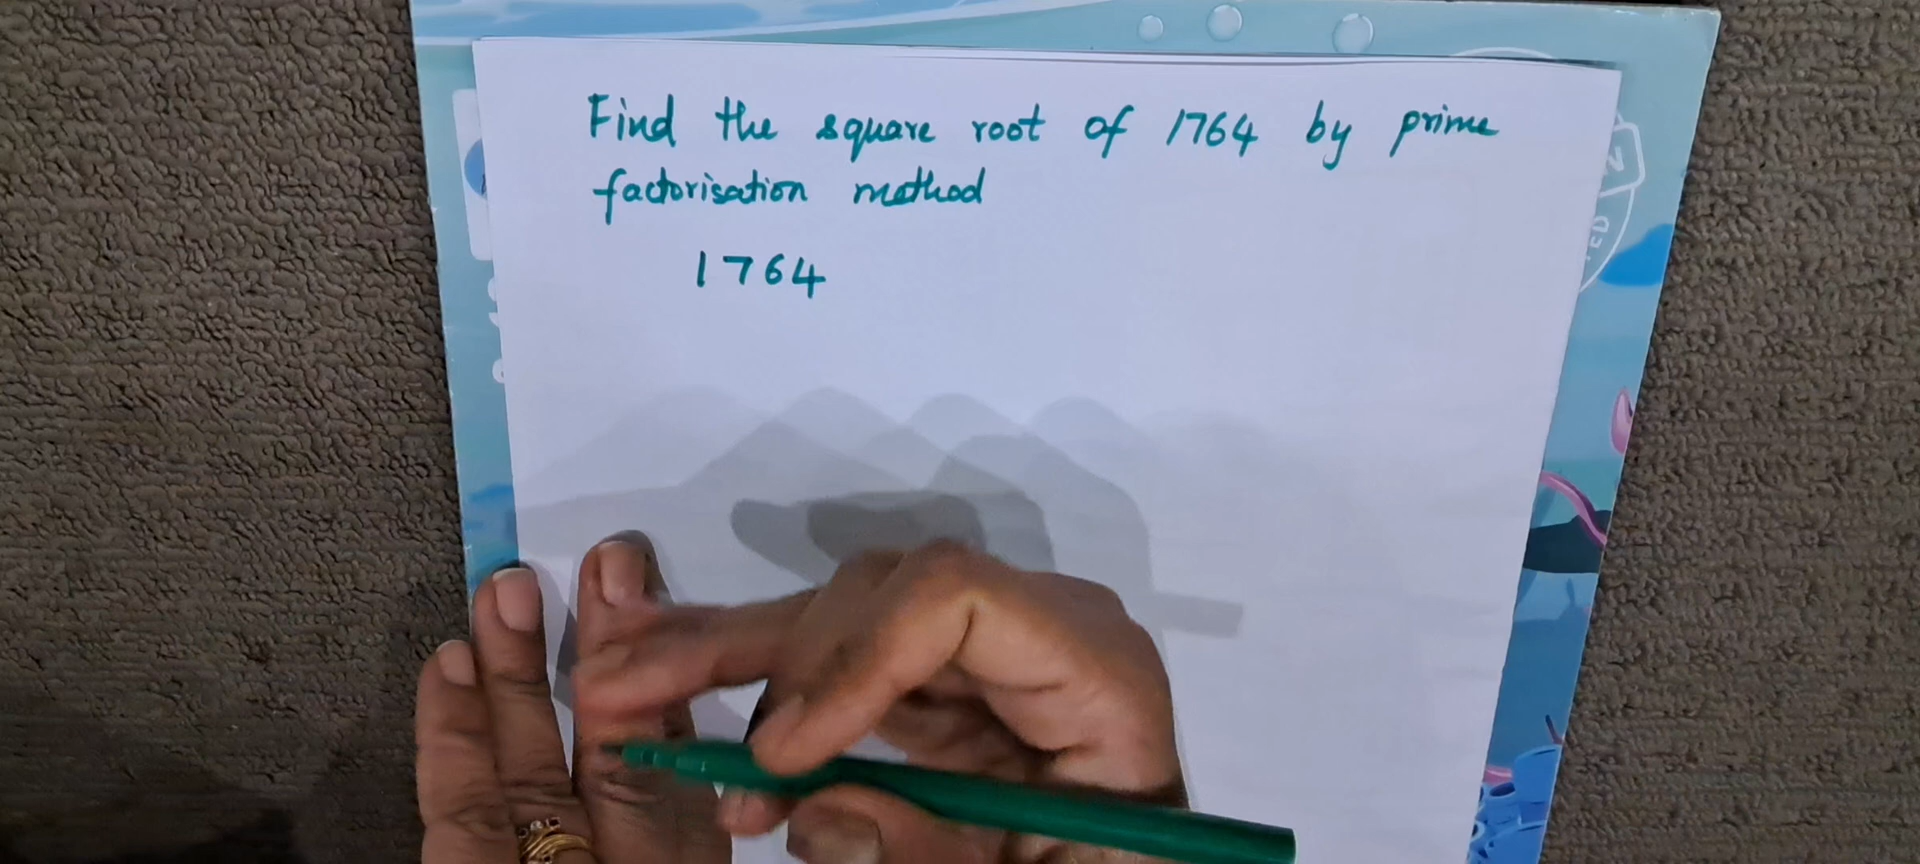 Find the square root of 1764 by prime
factorisation method
1764